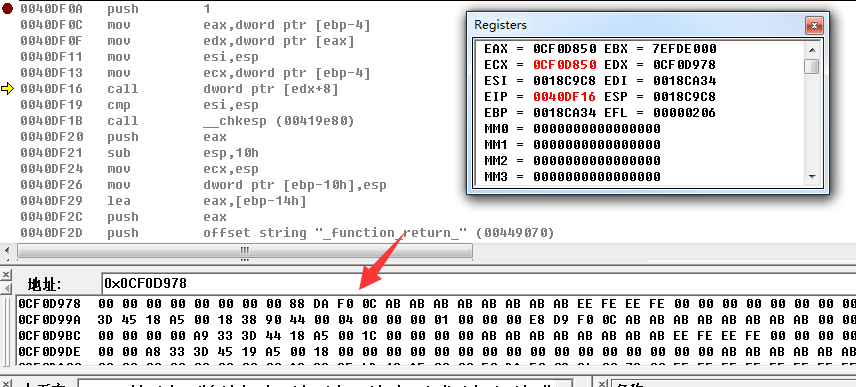 0040DF0A push 1
0040DF0C mov eax,dword ptr [ebp-4]
0040DF0F mov edx,dword ptr [eax]
0040DF11 mov esi,esp
0040DF13 mov ecx,dword ptr [ebp-4]
0040DF16 call dword ptr [edx+8]
0040DF19 cmp esi,esp
0040DF1B call __chkesp (00419e80)
0040DF20 push eax
0040DF21 sub esp,10h
0040DF24 mov ecx,esp
0040DF26 mov dword ptr [ebp-10h],esp
0040DF29 lea eax,[ebp-14h]
0040DF2C push eax
0040DF2D push offset string "_function_return_" (00449070)
Registers
EAX = 0CF0D850 EBX = 7EFDE000
ECX = 0CF0D850 EDX = 0CF0D978
ESI = 0018C9C8 EDI = 0018CA34
EIP = 0040DF16 ESP = 0018C9C8
EBP = 0018CA34 EFL = 00000206
MM0 = 0000000000000000
MM1 = 0000000000000000
MM2 = 0000000000000000
MM3 = 0000000000000000
地址: 0x0CF0D978
0CF0D978 00 00 00 00 00 00 00 00 88 DA F0 0C AB AB AB AB AB AB AB AB EE FE EE FE 00 00 00 00 00 00 00 00
0CF0D99A 3D 45 18 A5 00 18 38 90 44 00 04 00 00 00 01 00 00 00 E8 D9 F0 0C AB AB AB AB AB AB AB AB
0CF0D9BC 00 00 00 00 00 A9 33 3D 44 18 A5 00 1C 00 00 00 00 AB AB AB AB AB AB AB AB EE FE EE FE 00 00 00 00
0CF0D9DE 00 00 A8 33 3D 45 19 A5 00 18 00 00 00 00 00 00 00 00 00 00 00 00 00 00 00 00 AB AB AB AB AB AB
名称